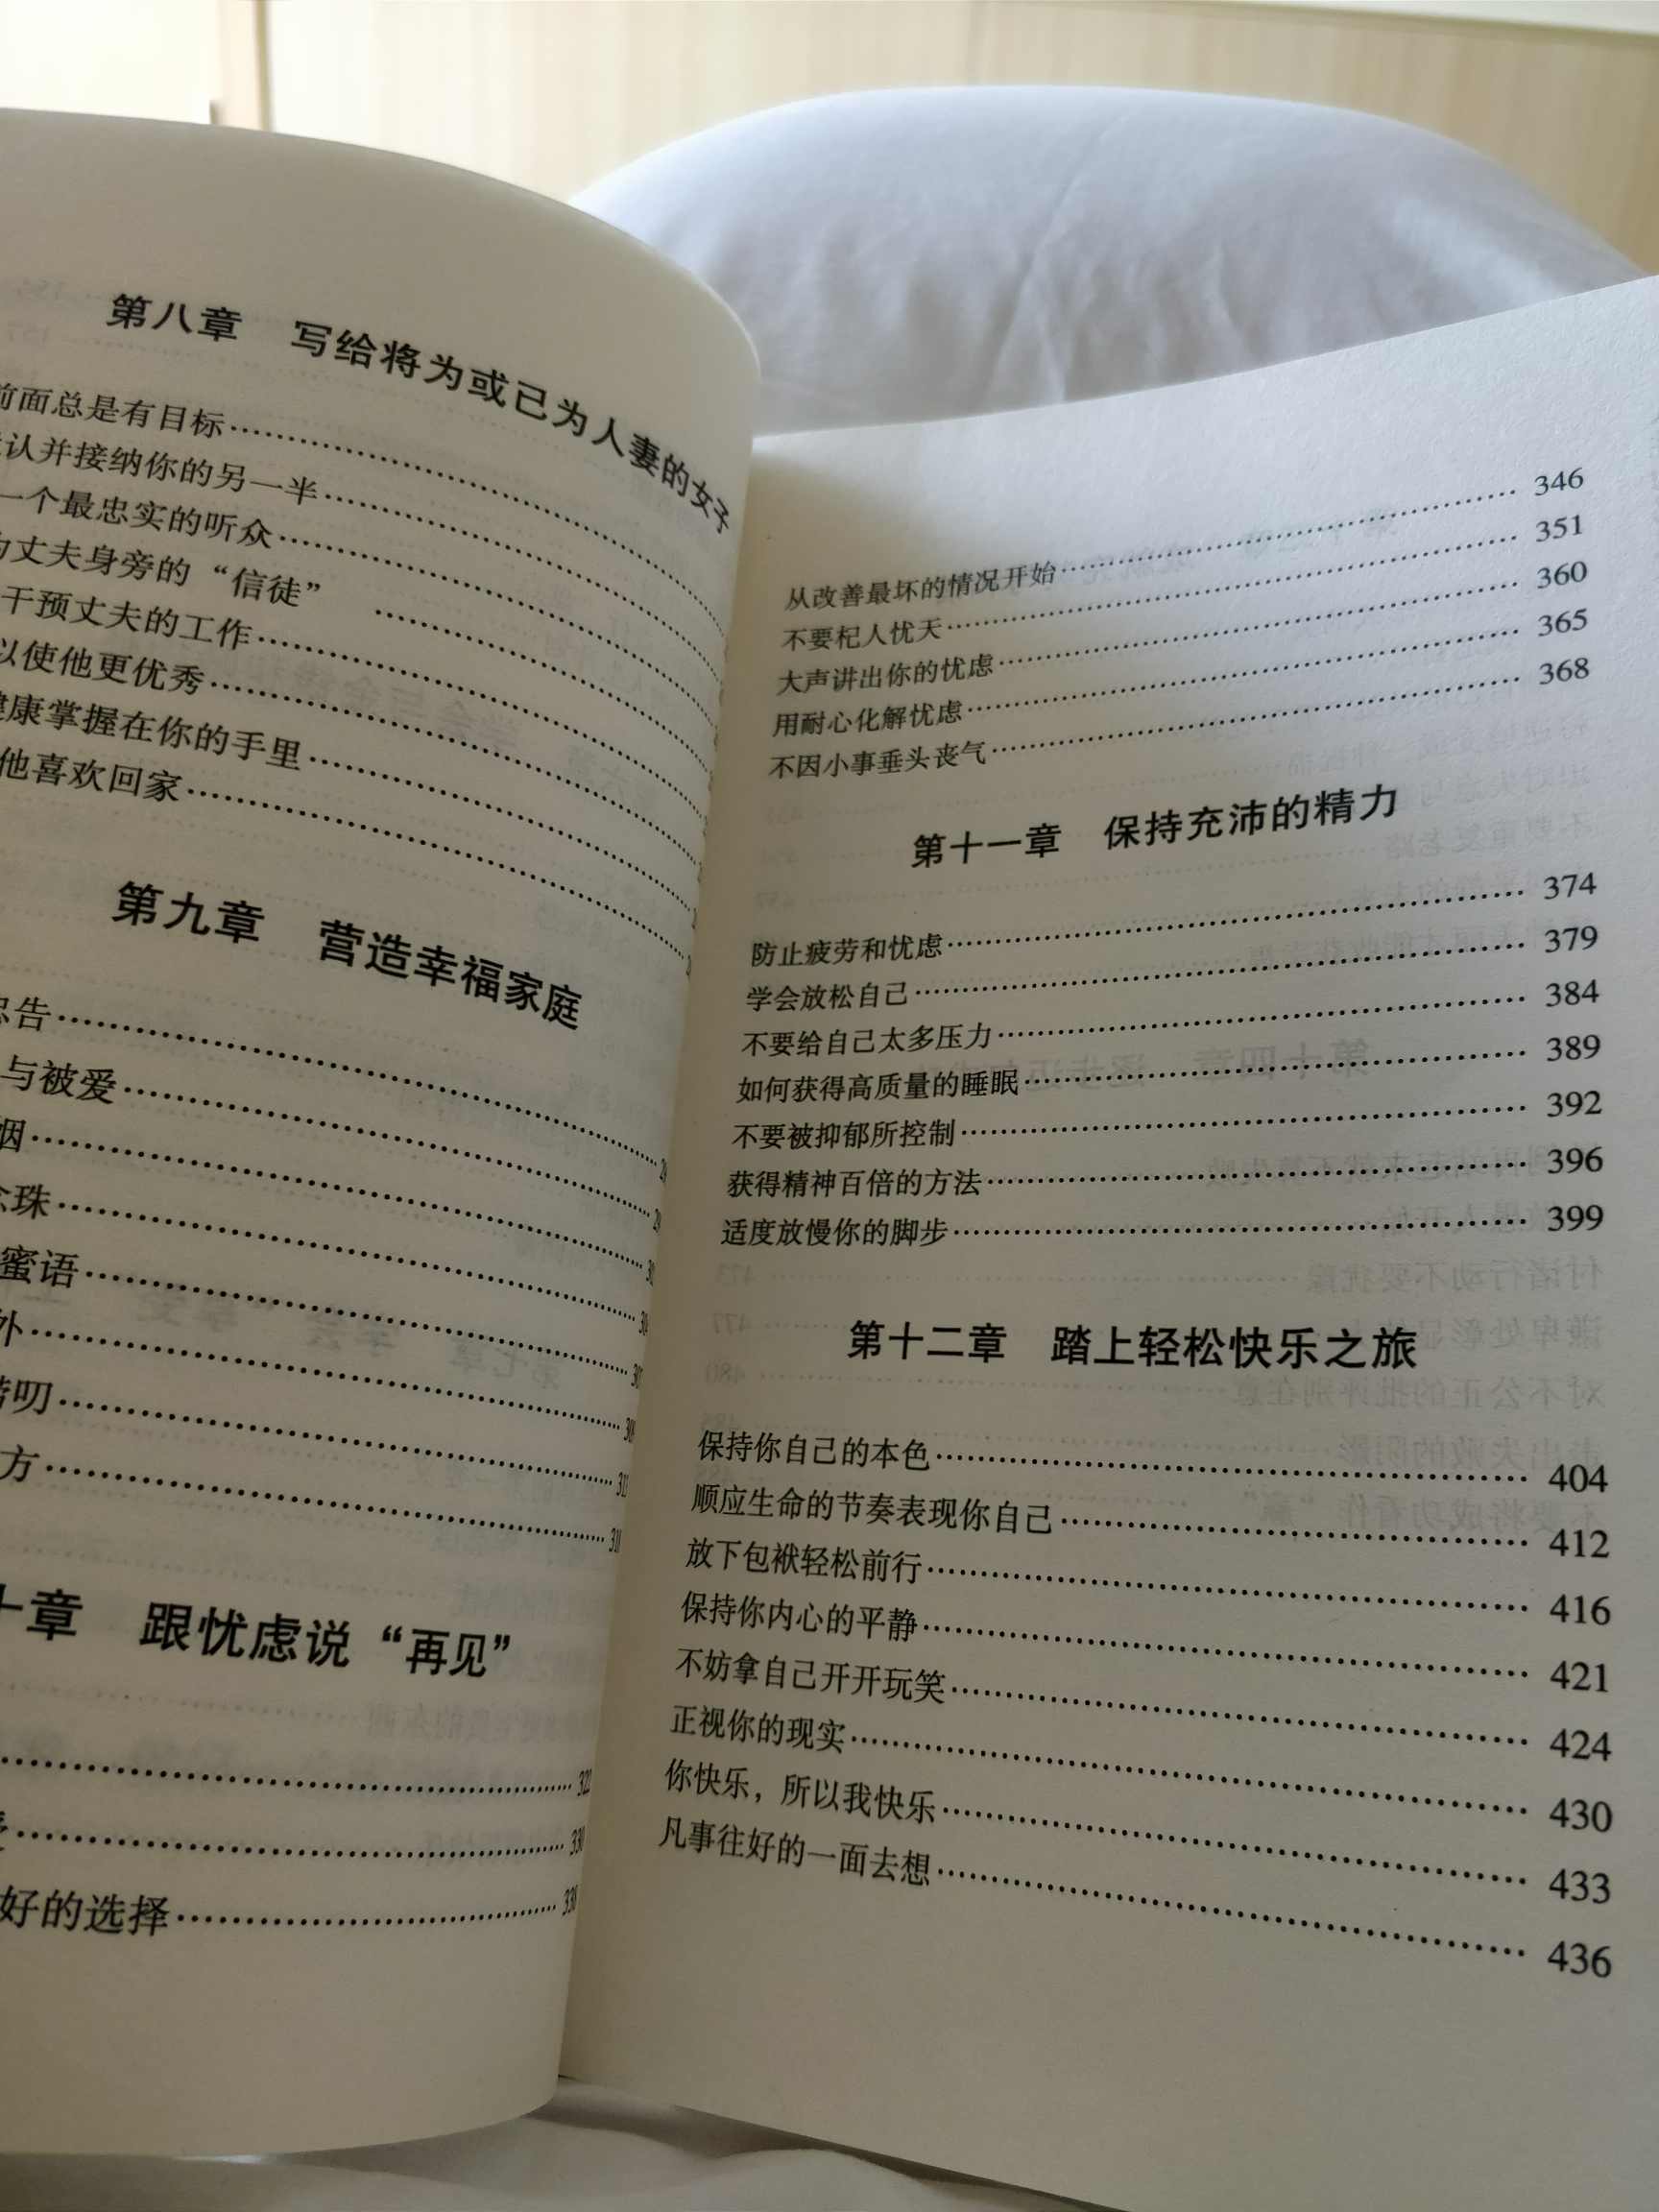 第八章 写给将为或已为人妻的女子
前面总是有目标
认并接纳你的另一半
一个最忠实的听众
丈夫身旁的“信徒”
干预丈夫的工作
以使他更优秀
健康掌握在你的手里
他喜欢回家
第九章 营造幸福家庭
忠告
与被爱
姻
念珠
蜜语
外
叨
方 318
十章 跟忧虑说“再见”
322
330
好的选择 338
从改善最坏的情况开始 346
不要杞人忧天 351
大声讲出你的忧虑 360
用耐心化解忧虑 365
不因小事垂头丧气 368
第十一章 保持充沛的精力
防止疲劳和忧虑 374
学会放松自己 379
不要给自己太多压力 384
如何获得高质量的睡眠 389
不要被抑郁所控制 392
获得精神百倍的方法 396
适度放慢你的脚步 399
第十二章 踏上轻松快乐之旅
保持你自己的本色 404
顺应生命的节奏表现你自己 412
放下包袱轻松前行 416
保持你内心的平静 421
不妨拿自己开开玩笑 424
正视你的现实 430
你快乐，所以我快乐 433
凡事往好的一面去想 436